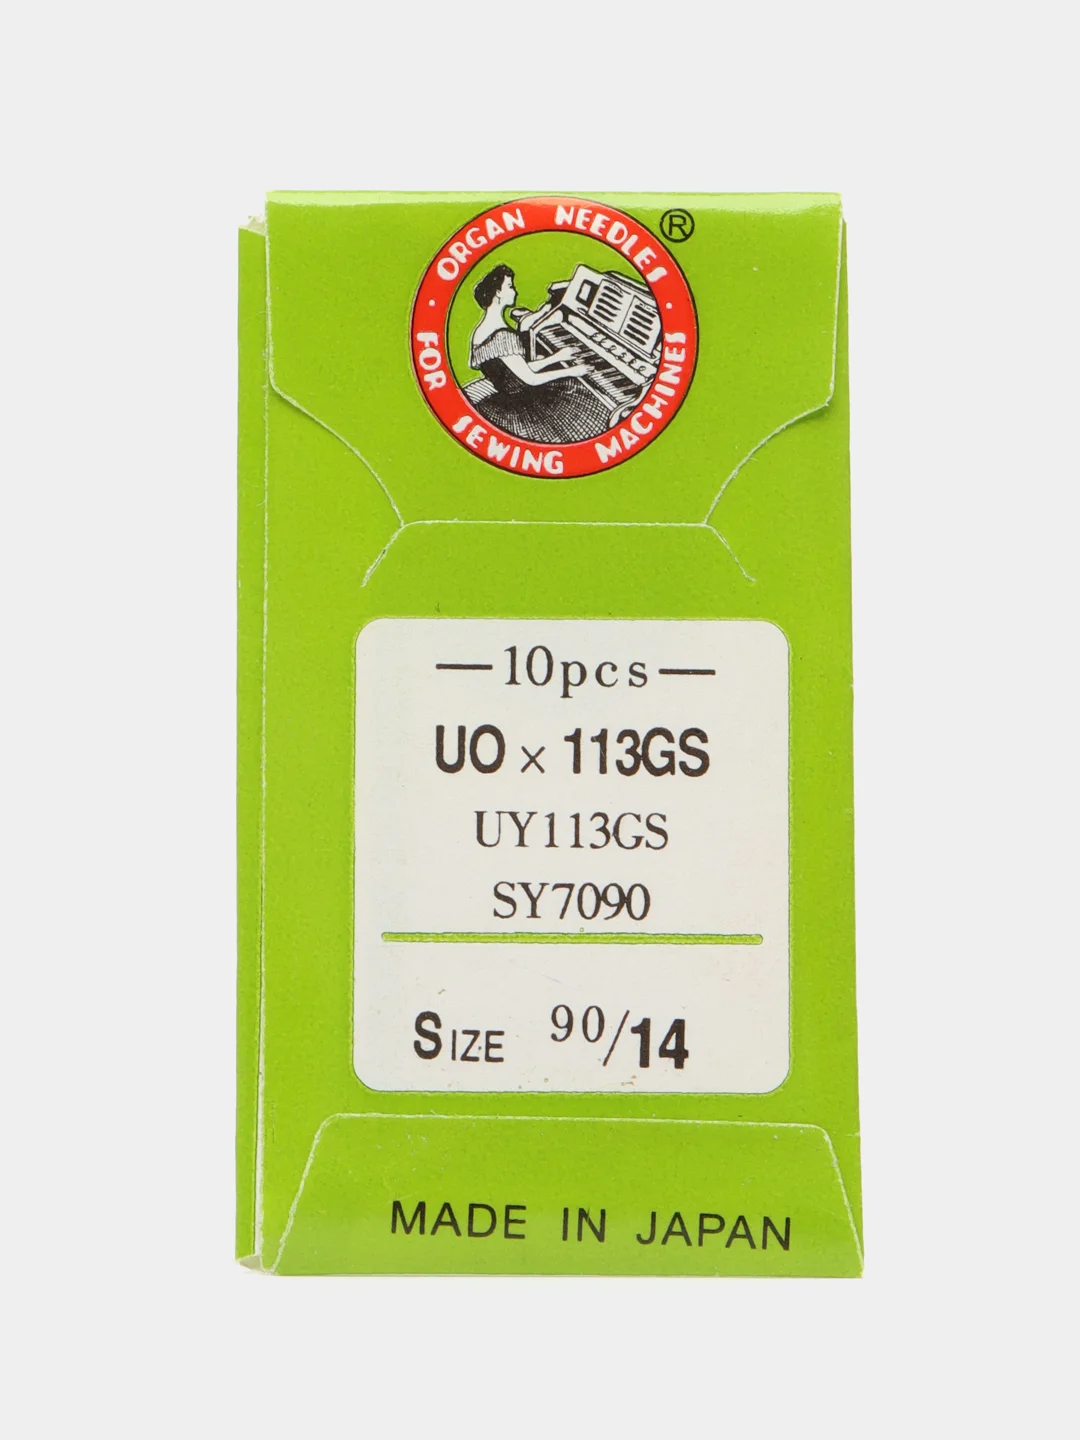 ORGAN NEEDLES ®
· FOR SEWING MACHINES ·
—10pcs—
UO × 113GS
UY113GS
SY7090
SIZE 90/14
MADE IN JAPAN